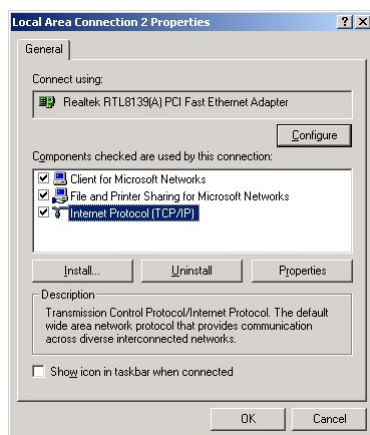 Local Area Connection 2 Properties
General
Connect using:
Realtek RTL8139(A) PCI Fast Ethernet Adapter
Configure
Components checked are used by this connection:
Client for Microsoft Networks
File and Printer Sharing for Microsoft Networks
Internet Protocol (TCP/IP)
Install... Uninstall Properties
Description
Transmission Control Protocol/Internet Protocol. The default
wide area network protocol that provides communication
across diverse interconnected networks.
Show icon in taskbar when connected
OK Cancel